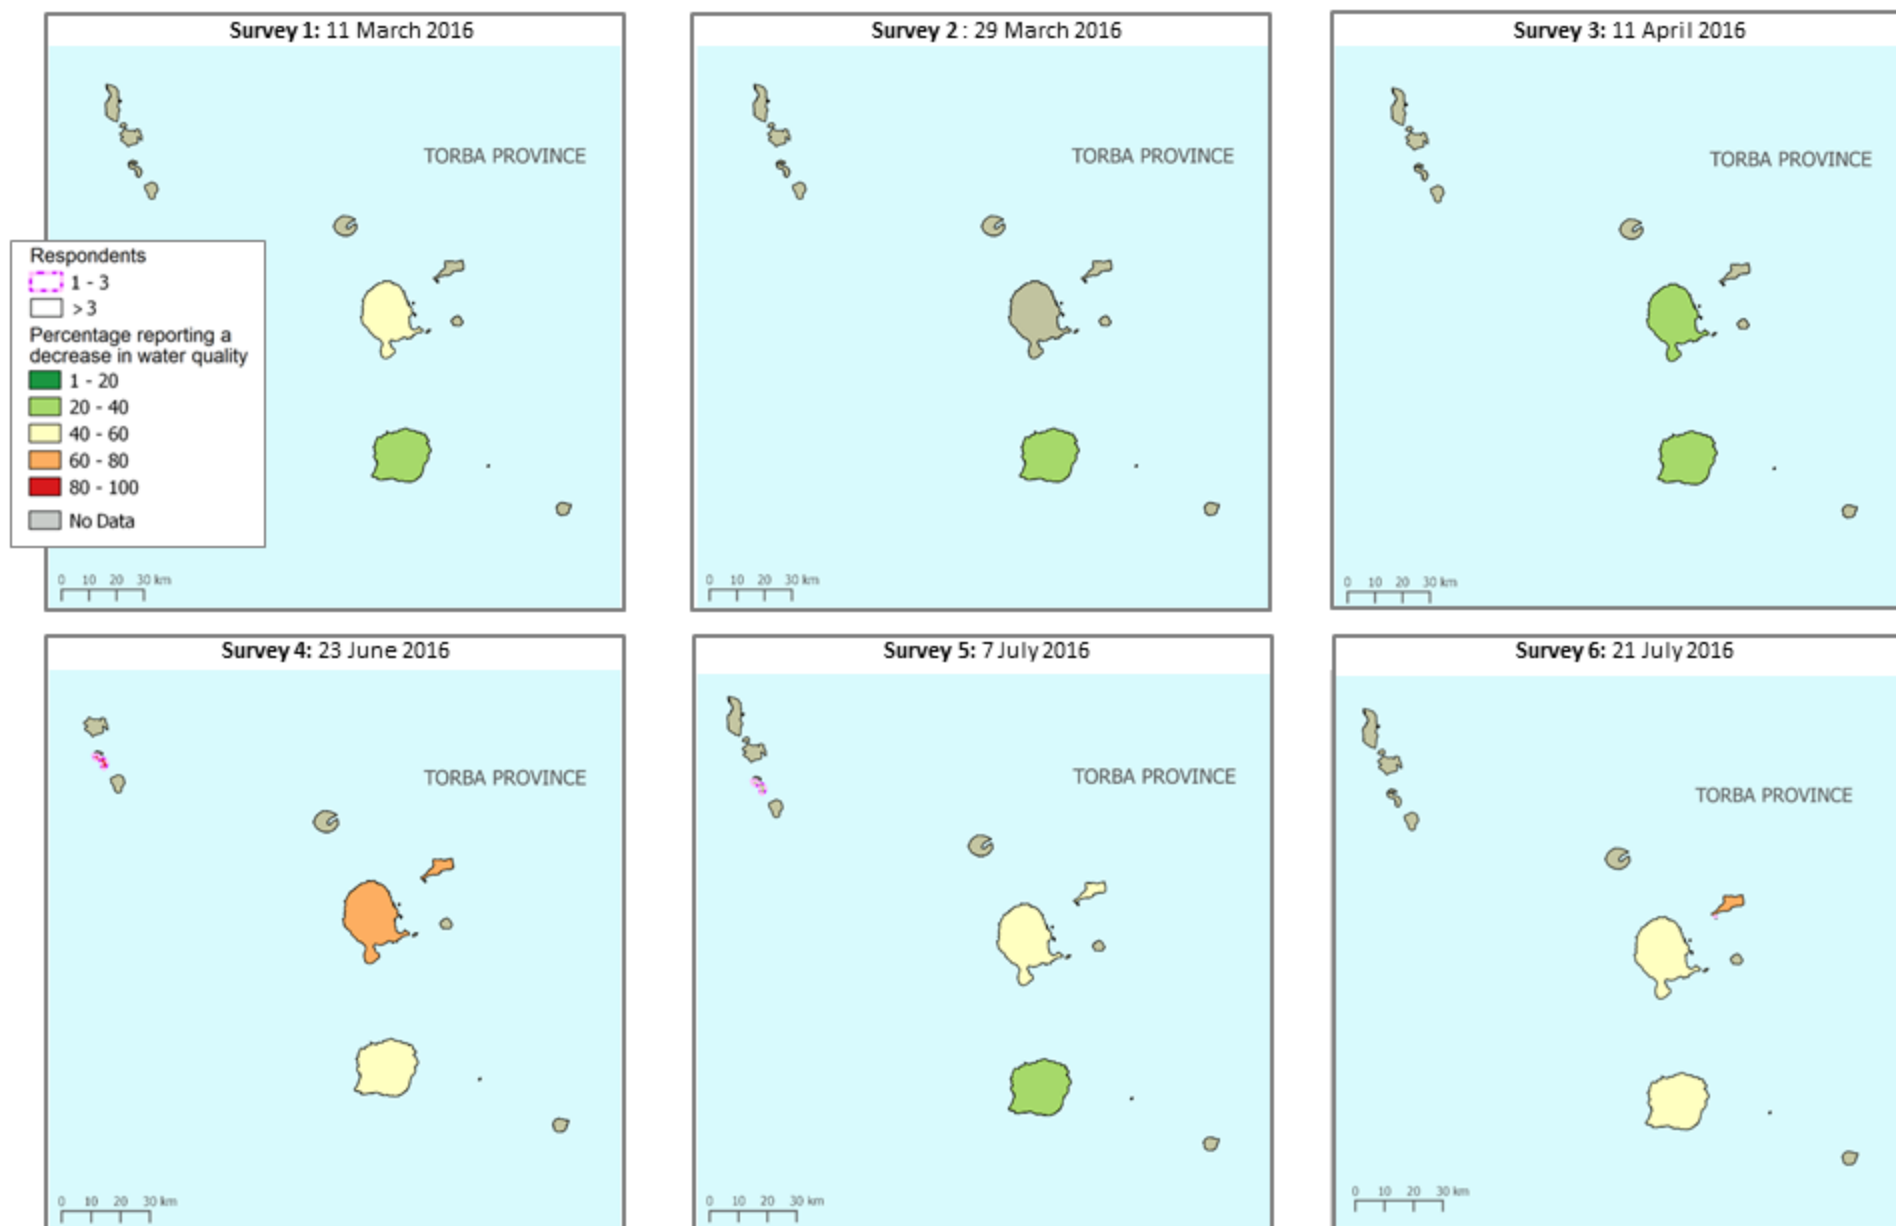 Survey 1: 11 March 2016
TORBA PROVINCE
Respondents
1 - 3
> 3
Percentage reporting a
decrease in water quality
1 - 20
20 - 40
40 - 60
60 - 80
80 - 100
No Data
0 10 20 30 km
Survey 2 : 29 March 2016
TORBA PROVINCE
0 10 20 30 km
Survey 3: 11 April 2016
TORBA PROVINCE
0 10 20 30 km
Survey 4: 23 June 2016
TORBA PROVINCE
0 10 20 30 km
Survey 5: 7 July 2016
TORBA PROVINCE
0 10 20 30 km
Survey 6: 21 July 2016
TORBA PROVINCE
0 10 20 30 km